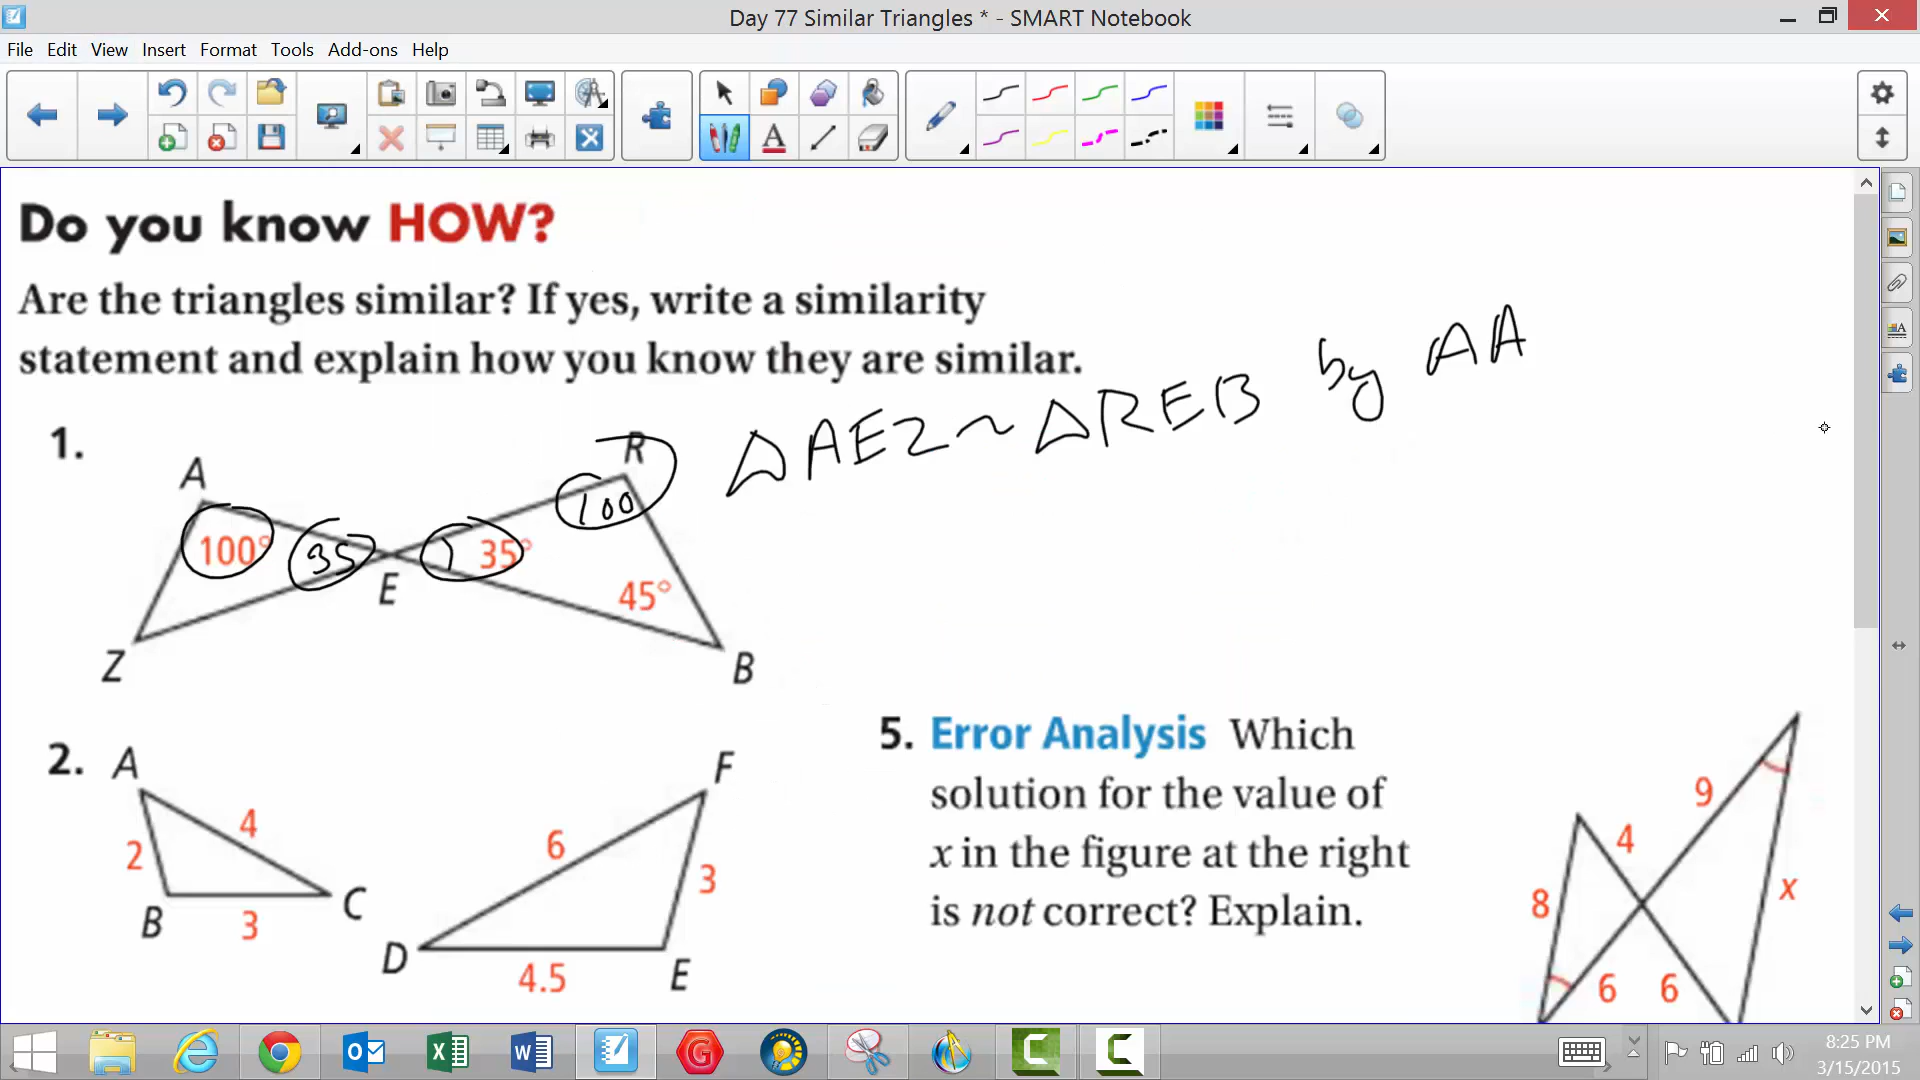 Day 77 Similar Triangles * - SMART Notebook
File Edit View Insert Format Tools Add-ons Help
Do you know HOW?
Are the triangles similar? If yes, write a similarity
statement and explain how you know they are similar.
△AEZ ~ △REB by AA
1.
A
R
100
100°
35
35°
E
45°
Z
B
2.
A
F
4
6
2
3
B
3
C
D
4.5
E
5. Error Analysis Which
solution for the value of
x in the figure at the right
is not correct? Explain.
9
4
8
x
6
6
8:25 PM
3/15/2015